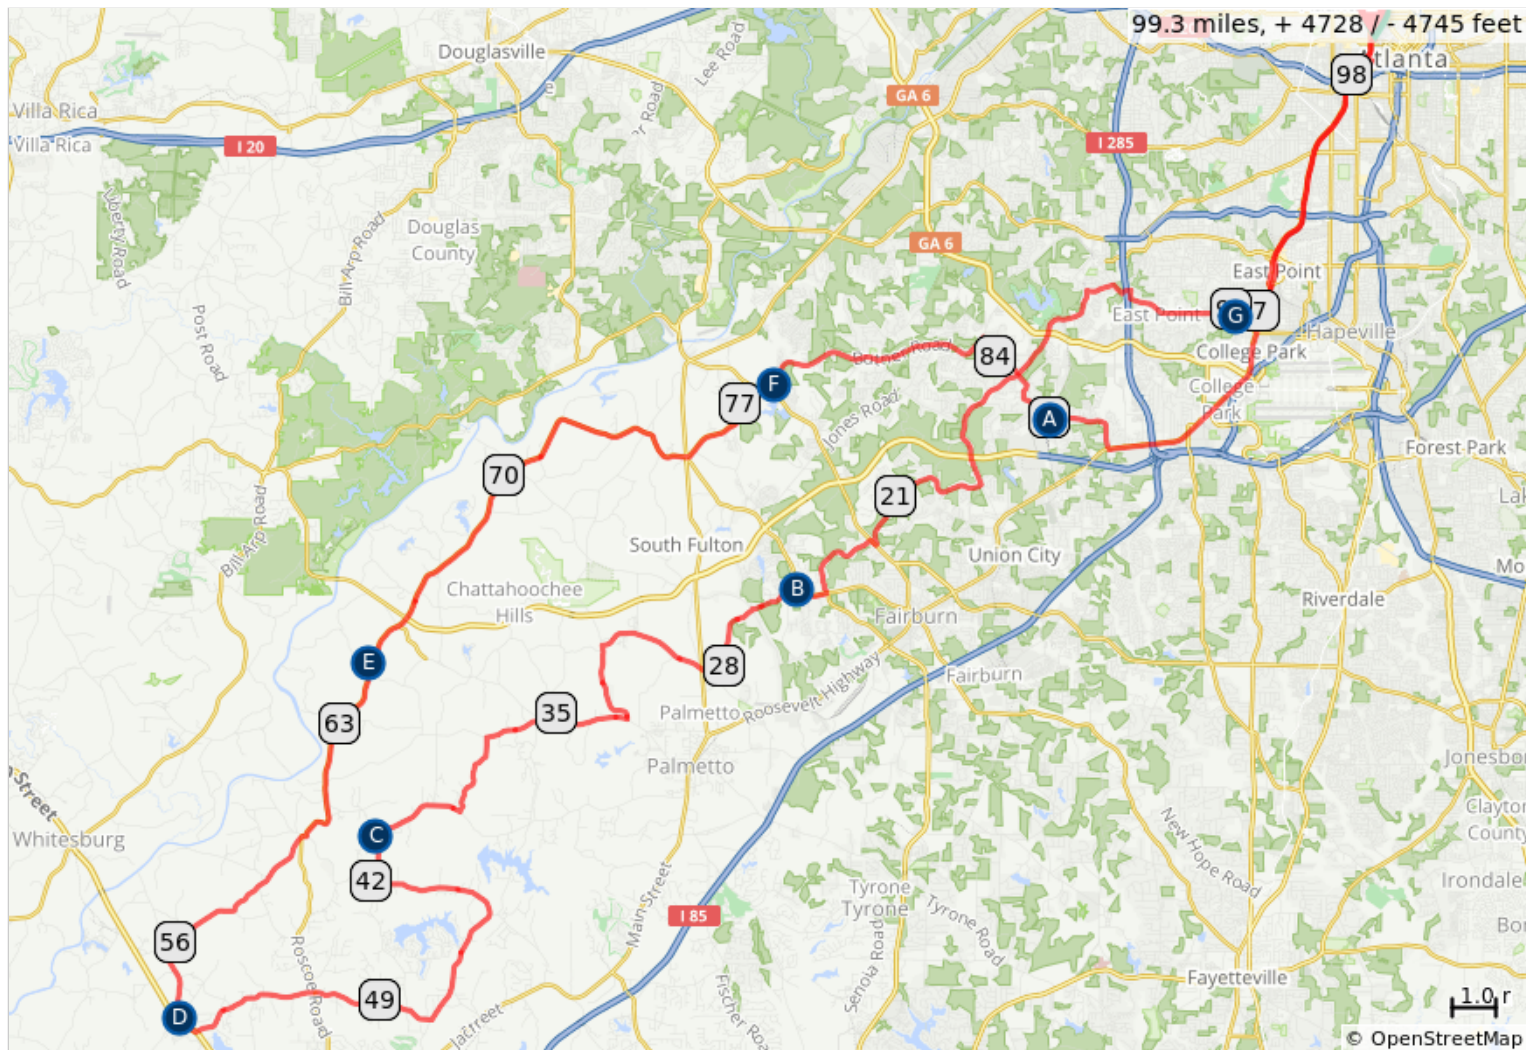 99.3 miles, + 4728 / - 4745 feet
Douglasville
Lee Road
98
Villa Rica
GA 6
Villa Rica
I 20
I 285
Liberty Road
Bill Arp Road
Douglas
County
GA 6
East Point
Post Road
East Point
7
G
Hapeville
College Park
Botner Road
84
College
Park
F
77
A
Jones Road
Forest Park
70
21
Bill Arp Road
South Fulton
Union City
Chattahoochee
Hills
B
Riverdale
Fairburn
E
28
Fairburn
35
Palmetto
Roosevelt Highway
63
Palmetto
Street
Whitesburg
C
New Hope Road
Clayton
County
42
Tyrone
Tyrone
I 85
Main Street
Tyrone Road
56
Roscoe Road
Senoia Road
Fayetteville
49
D
Fischer
1.0
© OpenStreetMap